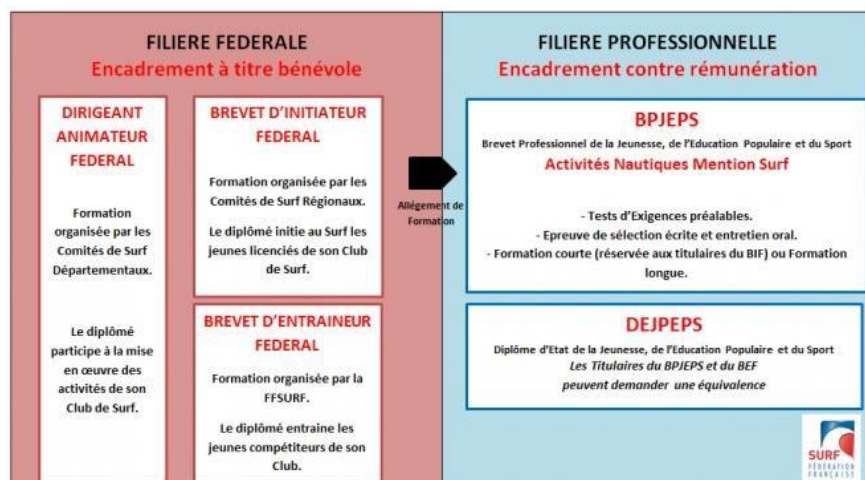 FILIERE FEDERALE
Encadrement à titre bénévole
DIRIGEANT
ANIMATEUR
FEDERAL
Formation
organisée par les
Comités de Surf
Départementaux.
Le diplômé
participe à la mise
en œuvre des
activités de son
Club de Surf.
BREVET D'INITIATEUR
FEDERAL
Formation organisée par les
Comités de Surf Régionaux.
Le diplômé initie au Surf les
jeunes licenciés de son Club
de Surf.
BREVET D'ENTRAINEUR
FEDERAL
Formation organisée par la
FFSURF.
Le diplômé entraine les
jeunes compétiteurs de son
Club.
Allégement de
Formation
FILIERE PROFESSIONNELLE
Encadrement contre rémunération
BPJEPS
Brevet Professionnel de la Jeunesse, de l'Education Populaire et du Sport
Activités Nautiques Mention Surf
- Tests d'Exigences préalables.
- Epreuve de sélection écrite et entretien oral.
- Formation courte (réservée aux titulaires du BIF) ou Formation
longue.
DEJPEPS
Diplôme d'Etat de la Jeunesse, de l'Education Populaire et du Sport
Les Titulaires du BPJEPS et du BEF
peuvent demander une équivalence
SURF
FÉDÉRATION
FRANÇAISE